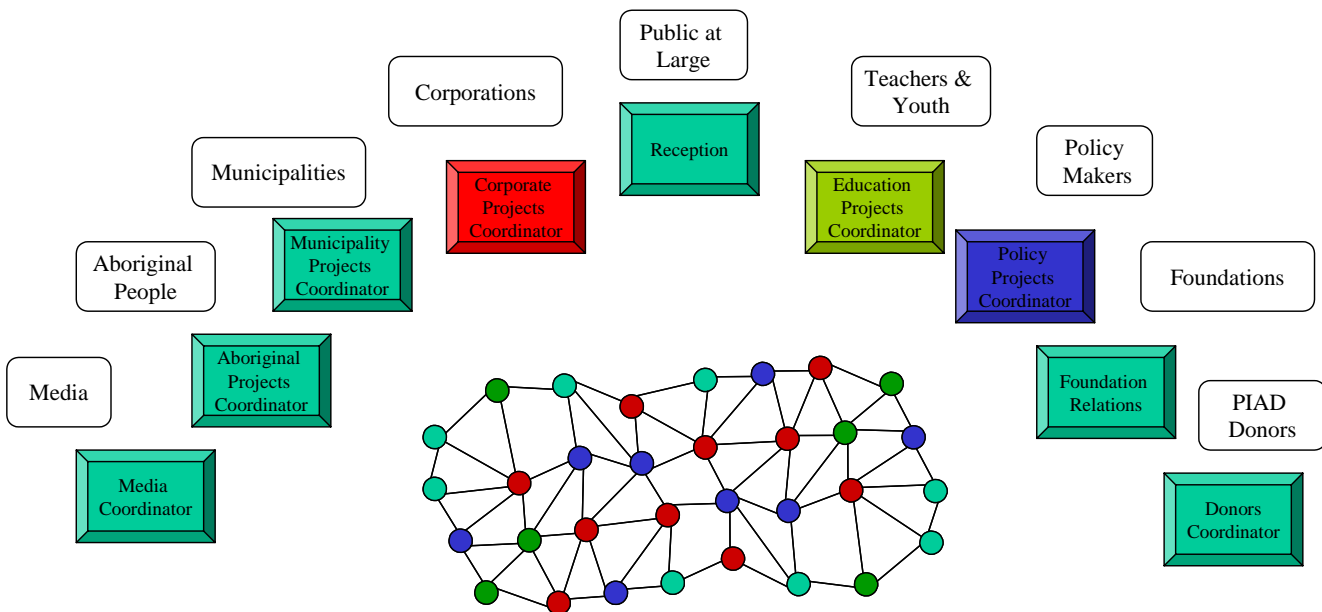 Public at
Large
Corporations
Teachers &
Youth
Municipalities
Policy
Makers
Aboriginal
People
Foundations
Media
PIAD
Donors
Reception
Corporate
Projects
Coordinator
Education
Projects
Coordinator
Municipality
Projects
Coordinator
Policy
Projects
Coordinator
Aboriginal
Projects
Coordinator
Foundation
Relations
Media
Coordinator
Donors
Coordinator